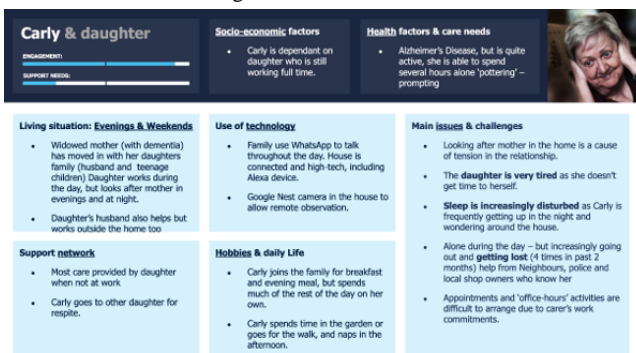 Carly & daughter
ENGAGEMENT:
SUPPORT NEEDS:
Socio-economic factors
• Carly is dependant on
daughter who is still
working full time.
Health factors & care needs
• Alzheimer's Disease, but is quite
active, she is able to spend
several hours alone 'pottering' –
prompting
Living situation: Evenings & Weekends
• Widowed mother (with dementia)
has moved in with her daughters
family (husband and teenage
children) Daughter works during
the day, but looks after mother in
evenings and at night.
• Daughter's husband also helps but
works outside the home too
Use of technology
• Family use WhatsApp to talk
throughout the day. House is
connected and high-tech, including
Alexa device.
• Google Nest camera in the house to
allow remote observation.
Main issues & challenges
• Looking after mother in the home is a cause
of tension in the relationship.
• The daughter is very tired as she doesn't
get time to herself.
• Sleep is increasingly disturbed as Carly is
frequently getting up in the night and
wondering around the house.
• Alone during the day – but increasingly going
out and getting lost (4 times in past 2
months) help from Neighbours, police and
local shop owners who know her
• Appointments and 'office-hours' activities are
difficult to arrange due to carer's work
commitments.
Support network
• Most care provided by daughter
when not at work
• Carly goes to other daughter for
respite.
Hobbies & daily Life
• Carly joins the family for breakfast
and evening meal, but spends
much of the rest of the day on her
own.
• Carly spends time in the garden or
goes for the walk, and naps in the
afternoon.